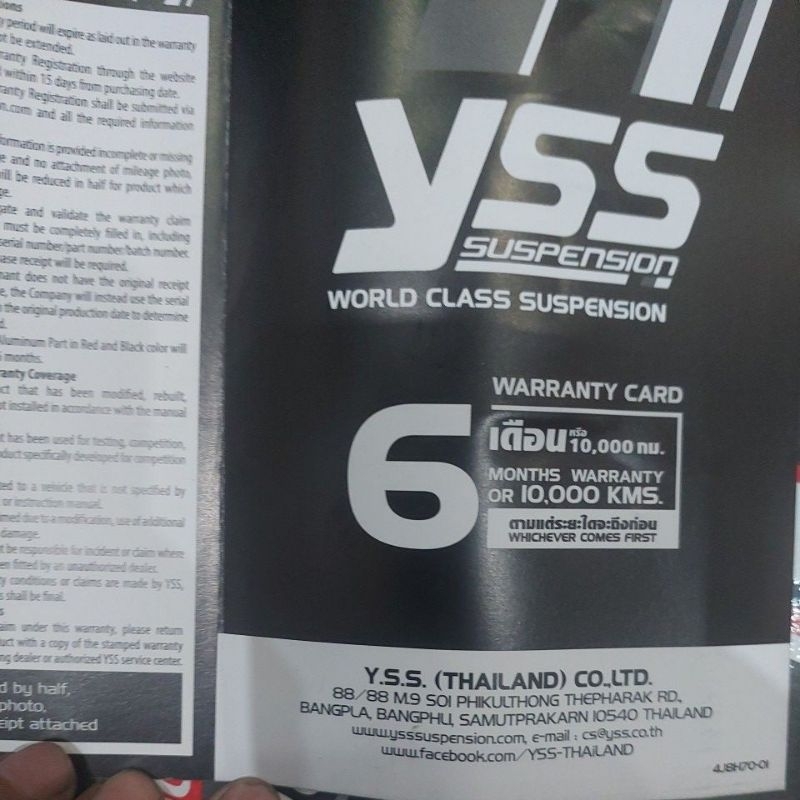 ions
y period will expire as laid out in the warranty
ot be extended.
ranty Registration through the website
d within 15 days from purchasing date.
ranty Registration shall be submitted via
n.com and all the required information
formation is provided incomplete or missing
e and no attachment of mileage photo,
ill be reduced in half for product which
ge.
gate and validate the warranty claim
must be completely filled in, including
serial number/part number/batch number.
ase receipt will be required.
mant does not have the original receipt
e, the Company will instead use the serial
o the original production date to determine
d.
Aluminum Part in Red and Black color will
6 months.
ranty Coverage
ct that has been modified, rebuilt,
ot installed in accordance with the manual
t has been used for testing, competition,
duct specifically developed for competition
ed to a vehicle that is not specified by
or instruction manual.
med due to a modification, use of additional
damage.
t be responsible for incident or claim where
en fitted by an unauthorized dealer.
y conditions or claims are made by YSS,
s shall be final.
s
aim under this warranty, please return
uct with a copy of the stamped warranty
ng dealer or authorized YSS service center.
d by half,
photo,
eipt attached
YSS
SUSPENSION
WORLD CLASS SUSPENSION
WARRANTY CARD
6
เดือน หรือ 10,000 กม.
MONTHS WARRANTY
OR 10,000 KMS.
ตามแต่ระยะใดจะถึงก่อน
WHICHEVER COMES FIRST
Y.S.S. (THAILAND) CO.,LTD.
88/88 M.9 SOI PHIKULTHONG THEPHARAK RD.,
BANGPLA, BANGPHLI, SAMUTPRAKARN 10540 THAILAND
www.ysssuspension.com, e-mail : cs@yss.co.th
www.facebook.com/YSS-THAiLAND
4J8H70-01